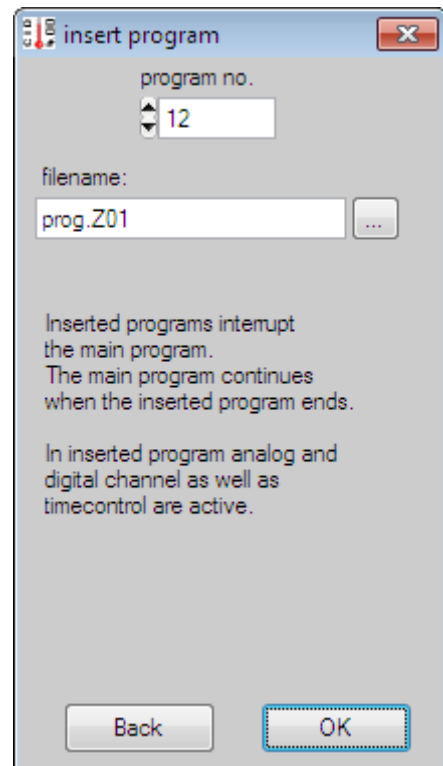 insert program
program no.
12
filename:
prog.Z01
...
Inserted programs interrupt
the main program.
The main program continues
when the inserted program ends.
In inserted program analog and
digital channel as well as
timecontrol are active.
Back
OK